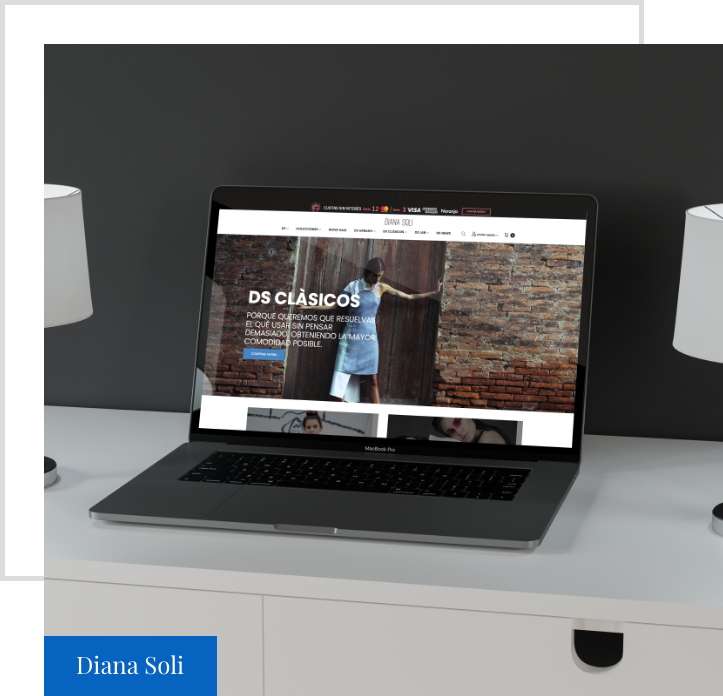 CUOTAS SIN INTERÉS
12
3 VISA
Naranja
DIANA SOLI
DS CLÀSICOS
PORQUE QUEREMOS QUE RESUELVAS
EL QUÉ USAR SIN PENSAR
DEMASIADO, OBTENIENDO LA MAYOR
COMODIDAD POSIBLE.
COMPRAR AHORA
MacBook Pro
Diana Soli